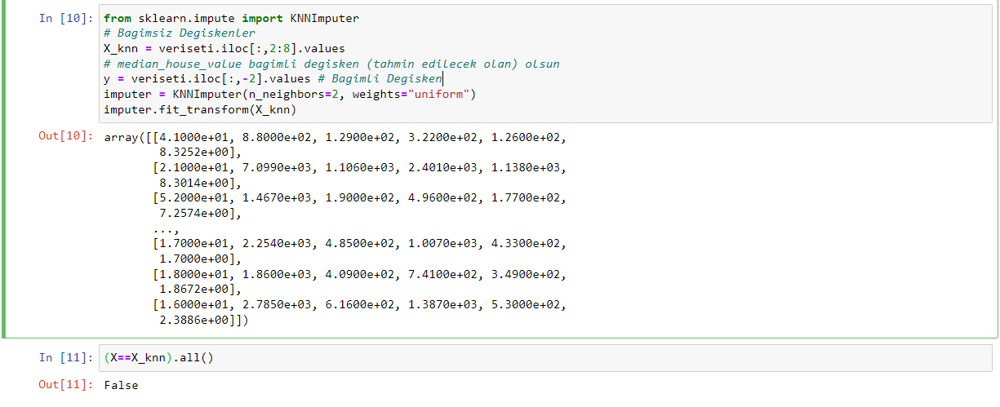 In [10]: from sklearn.impute import KNNImputer
# Bagimsiz Degiskenler
X_knn = veriseti.iloc[:,2:8].values
# median_house_value bagimli degisken (tahmin edilecek olan) olsun
y = veriseti.iloc[:,-2].values # Bagimli Degisken
imputer = KNNImputer(n_neighbors=2, weights="uniform")
imputer.fit_transform(X_knn)
Out[10]: array([[4.1000e+01, 8.8000e+02, 1.2900e+02, 3.2200e+02, 1.2600e+02,
8.3252e+00],
[2.1000e+01, 7.0990e+03, 1.1060e+03, 2.4010e+03, 1.1380e+03,
8.3014e+00],
[5.2000e+01, 1.4670e+03, 1.9000e+02, 4.9600e+02, 1.7700e+02,
7.2574e+00],
...,
[1.7000e+01, 2.2540e+03, 4.8500e+02, 1.0070e+03, 4.3300e+02,
1.7000e+00],
[1.8000e+01, 1.8600e+03, 4.0900e+02, 7.4100e+02, 3.4900e+02,
1.8672e+00],
[1.6000e+01, 2.7850e+03, 6.1600e+02, 1.3870e+03, 5.3000e+02,
2.3886e+00]])
In [11]: (X==X_knn).all()
Out[11]: False